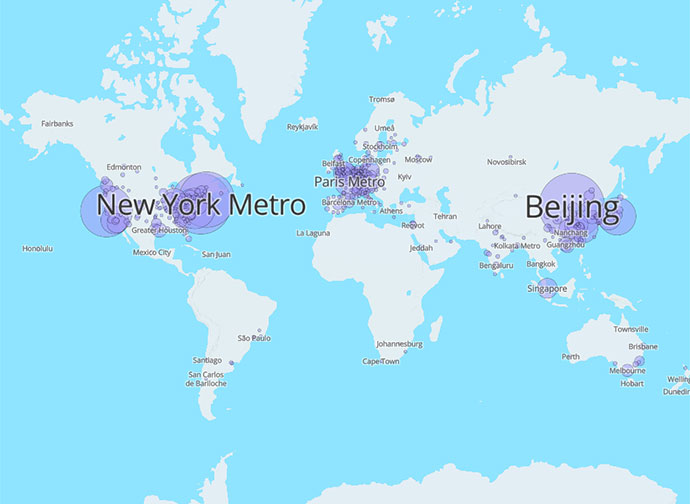 Tromsø
Fairbanks
Reykjavík
Umeå
Stockholm
Belfast
Copenhagen
Moscow
Novosibirsk
Edmonton
Paris Metro
Kyiv
New York Metro
Barcelona Metro
Beijing
Athens
Tehran
Greater Houston
Lahore
Nanchang
La Laguna
Honolulu
Jeddah
Kolkata Metro
Guangzhou
Mexico City
San Juan
Bengaluru
Bangkok
Singapore
Townsville
São Paulo
Johannesburg
Brisbane
Santiago
Cape Town
Perth
Melbourne
San Carlos
de Bariloche
Hobart
Welling
Dunedin